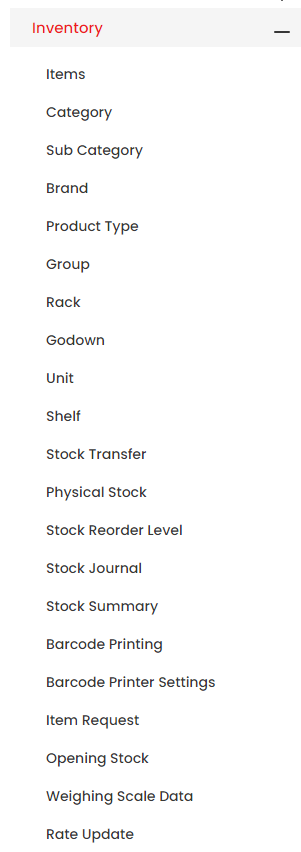 Inventory
Items
Category
Sub Category
Brand
Product Type
Group
Rack
Godown
Unit
Shelf
Stock Transfer
Physical Stock
Stock Reorder Level
Stock Journal
Stock Summary
Barcode Printing
Barcode Printer Settings
Item Request
Opening Stock
Weighing Scale Data
Rate Update